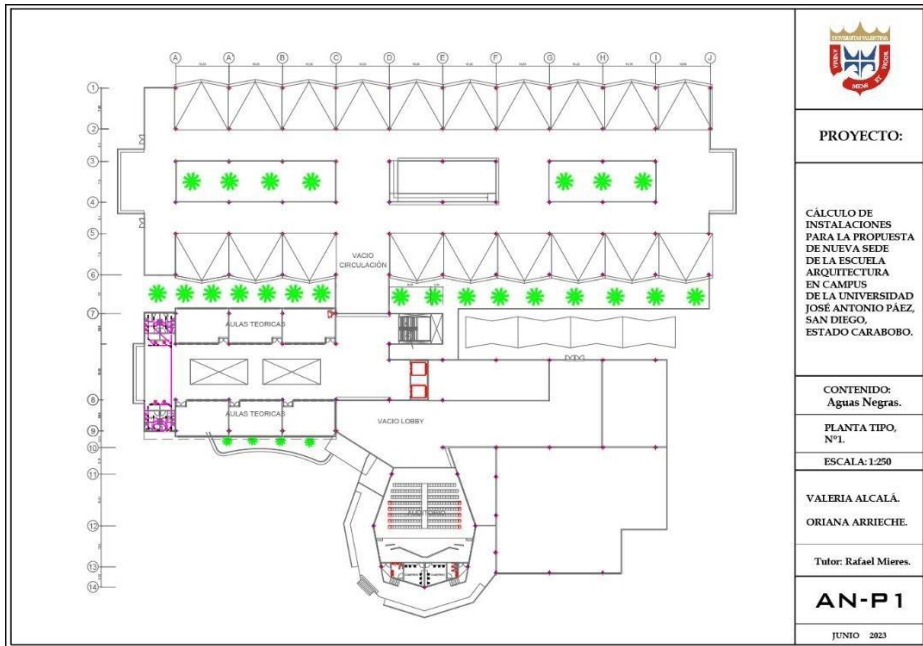 A A' B C D E F G H I J
1
2
3
4
5
VACIO
CIRCULACIÓN
6
7
AULAS TEORICAS
8
AULAS TEORICAS
VACIO LOBBY
9
10
11
AUDITORIO
12
13
14
PROYECTO:
CÁLCULO DE
INSTALACIONES
PARA LA PROPUESTA
DE NUEVA SEDE
DE LA ESCUELA
ARQUITECTURA
EN CAMPUS
DE LA UNIVERSIDAD
JOSÉ ANTONIO PÁEZ,
SAN DIEGO,
ESTADO CARABOBO.
CONTENIDO:
Aguas Negras.
PLANTA TIPO,
Nº1.
ESCALA: 1:250
VALERIA ALCALÁ.
ORIANA ARRIECHE.
Tutor: Rafael Mieres.
AN-P1
JUNIO 2023